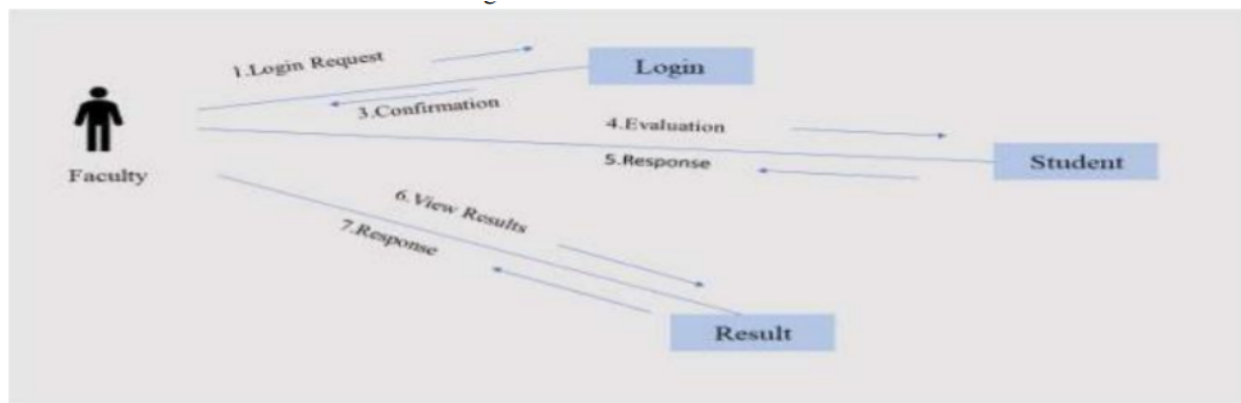 1.Login Request
Login
3.Confirmation
4.Evaluation
5.Response
Student
Faculty
6.View Results
7.Response
Result